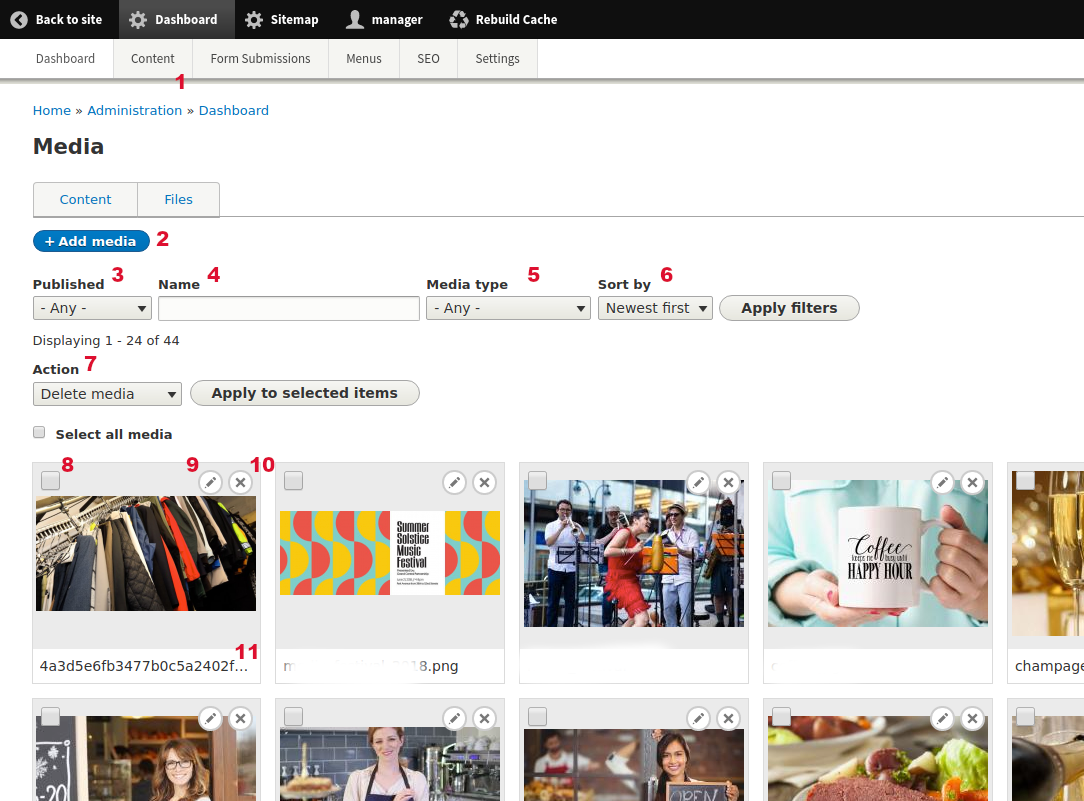 Back to site Dashboard Sitemap manager Rebuild Cache
Dashboard Content Form Submissions Menus SEO Settings
1
Home » Administration » Dashboard
Media
Content Files
+ Add media 2
Published 3 Name 4 Media type 5 Sort by 6
- Any - - Any - Newest first Apply filters
Displaying 1 - 24 of 44
Action 7
Delete media Apply to selected items
Select all media
8 9 10
Summer
Solstice
Music
Festival
Coffee
keeps me busy until
HAPPY HOUR
11
4a3d5e6fb3477b0c5a2402f... 8.png champage
-20
OPEN